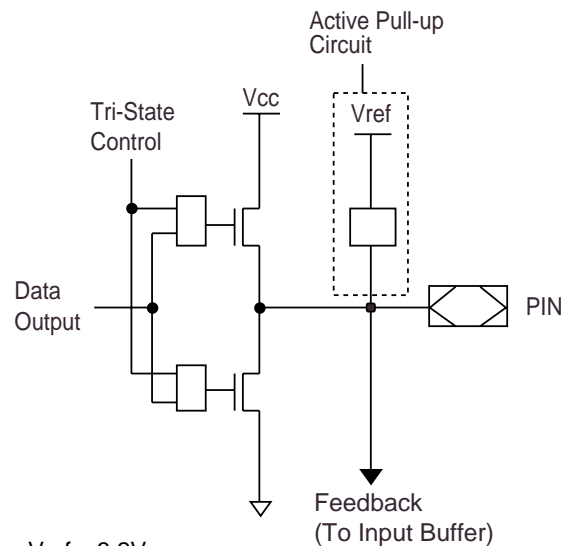 Active Pull-up
Circuit
Vcc
Vref
Tri-State
Control
Data
Output
PIN
Feedback
(To Input Buffer)